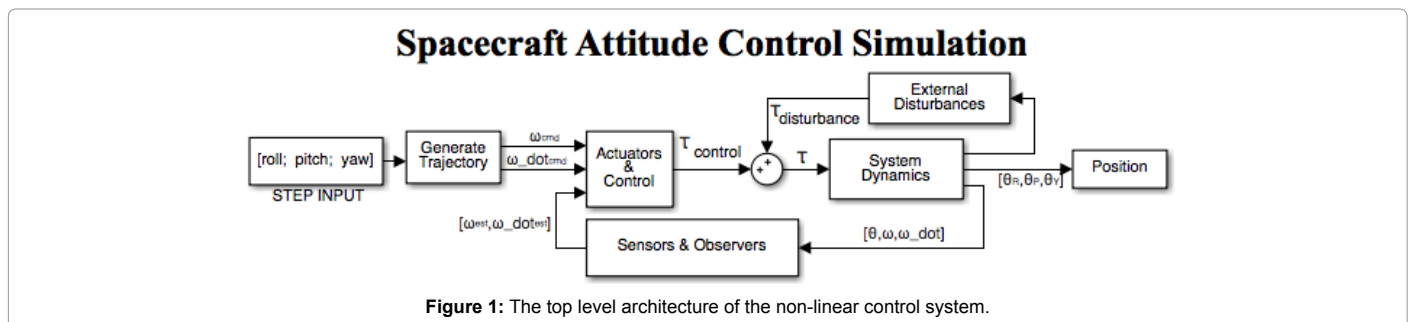 Spacecraft Attitude Control Simulation
External
Disturbances
τdisturbance
[roll; pitch; yaw]
STEP INPUT
Generate
Trajectory
ωcmd
ω_dotcmd
Actuators
&
Control
τ control
++
τ
System
Dynamics
[θR,θP,θY]
Position
[ωest,ω_dotest]
Sensors & Observers
[θ,ω,ω_dot]
Figure 1: The top level architecture of the non-linear control system.